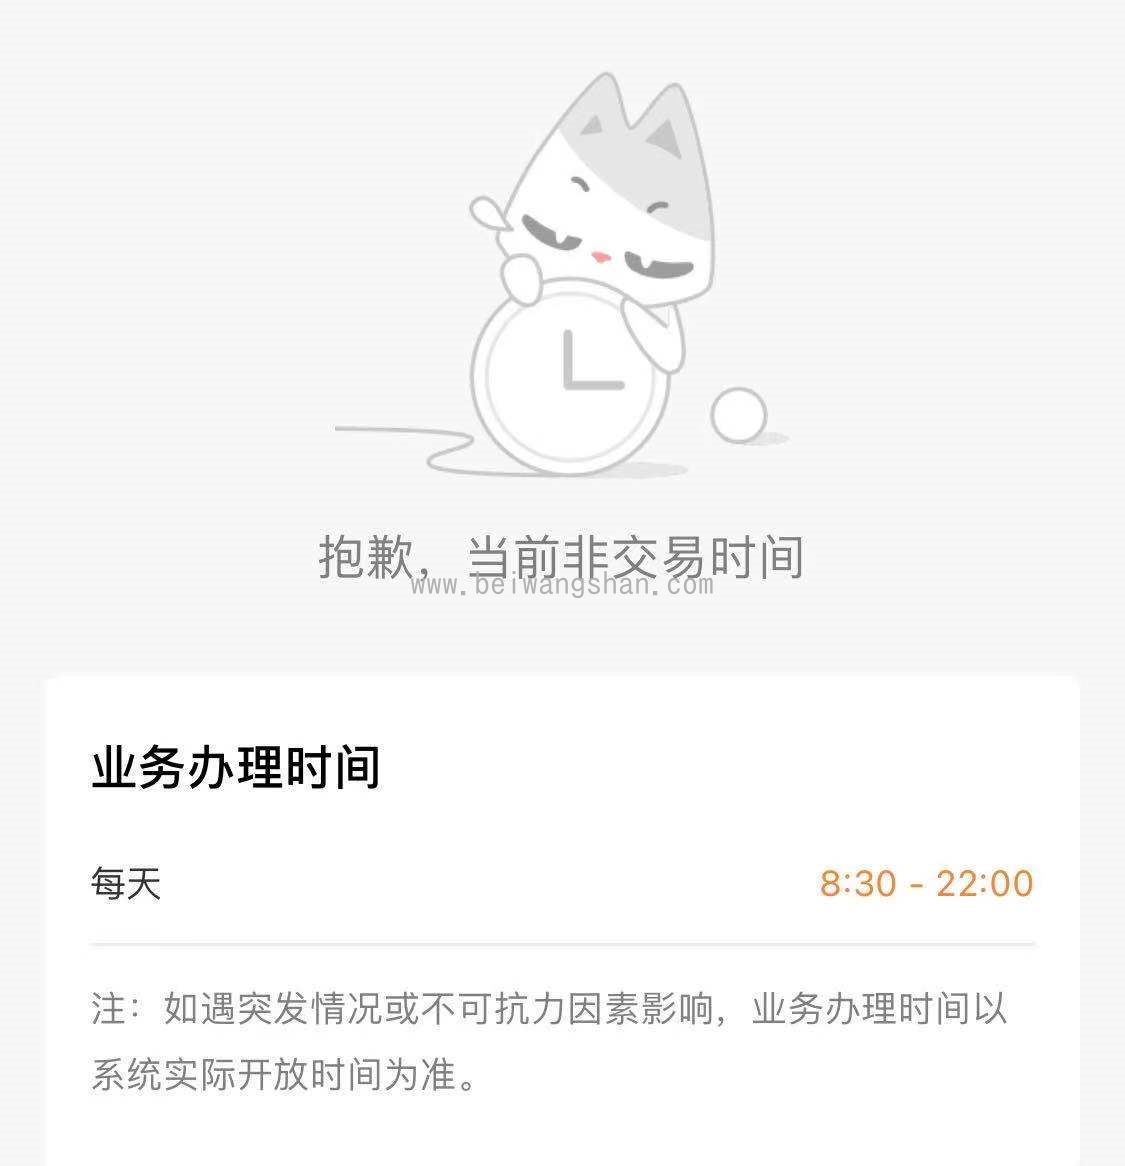 抱歉，当前非交易时间
www.beiwangshan.com
业务办理时间
每天 8:30 - 22:00
注：如遇突发情况或不可抗力因素影响，业务办理时间以
系统实际开放时间为准。